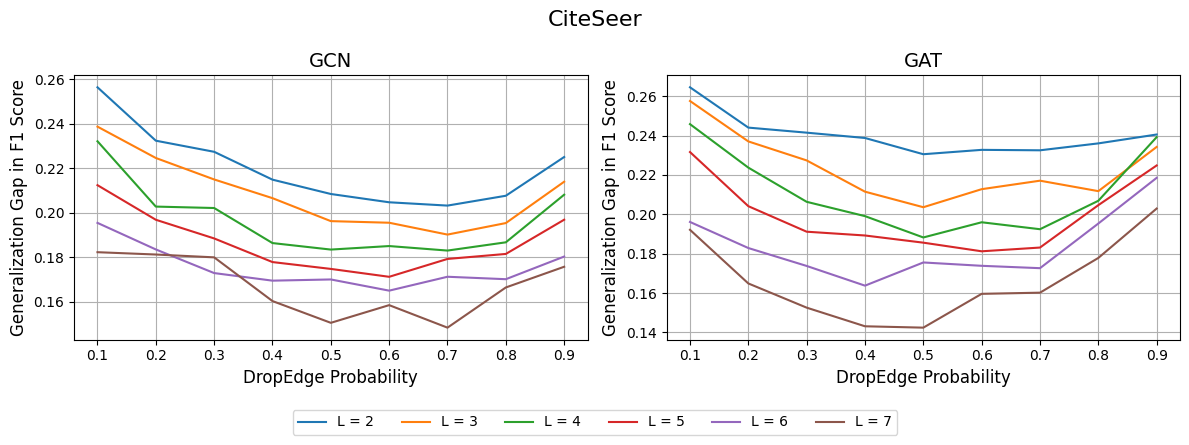 CiteSeer
GCN
Generalization Gap in F1 Score
0.26
0.24
0.22
0.20
0.18
0.16
0.1 0.2 0.3 0.4 0.5 0.6 0.7 0.8 0.9
DropEdge Probability
GAT
Generalization Gap in F1 Score
0.26
0.24
0.22
0.20
0.18
0.16
0.14
0.1 0.2 0.3 0.4 0.5 0.6 0.7 0.8 0.9
DropEdge Probability
L = 2 L = 3 L = 4 L = 5 L = 6 L = 7